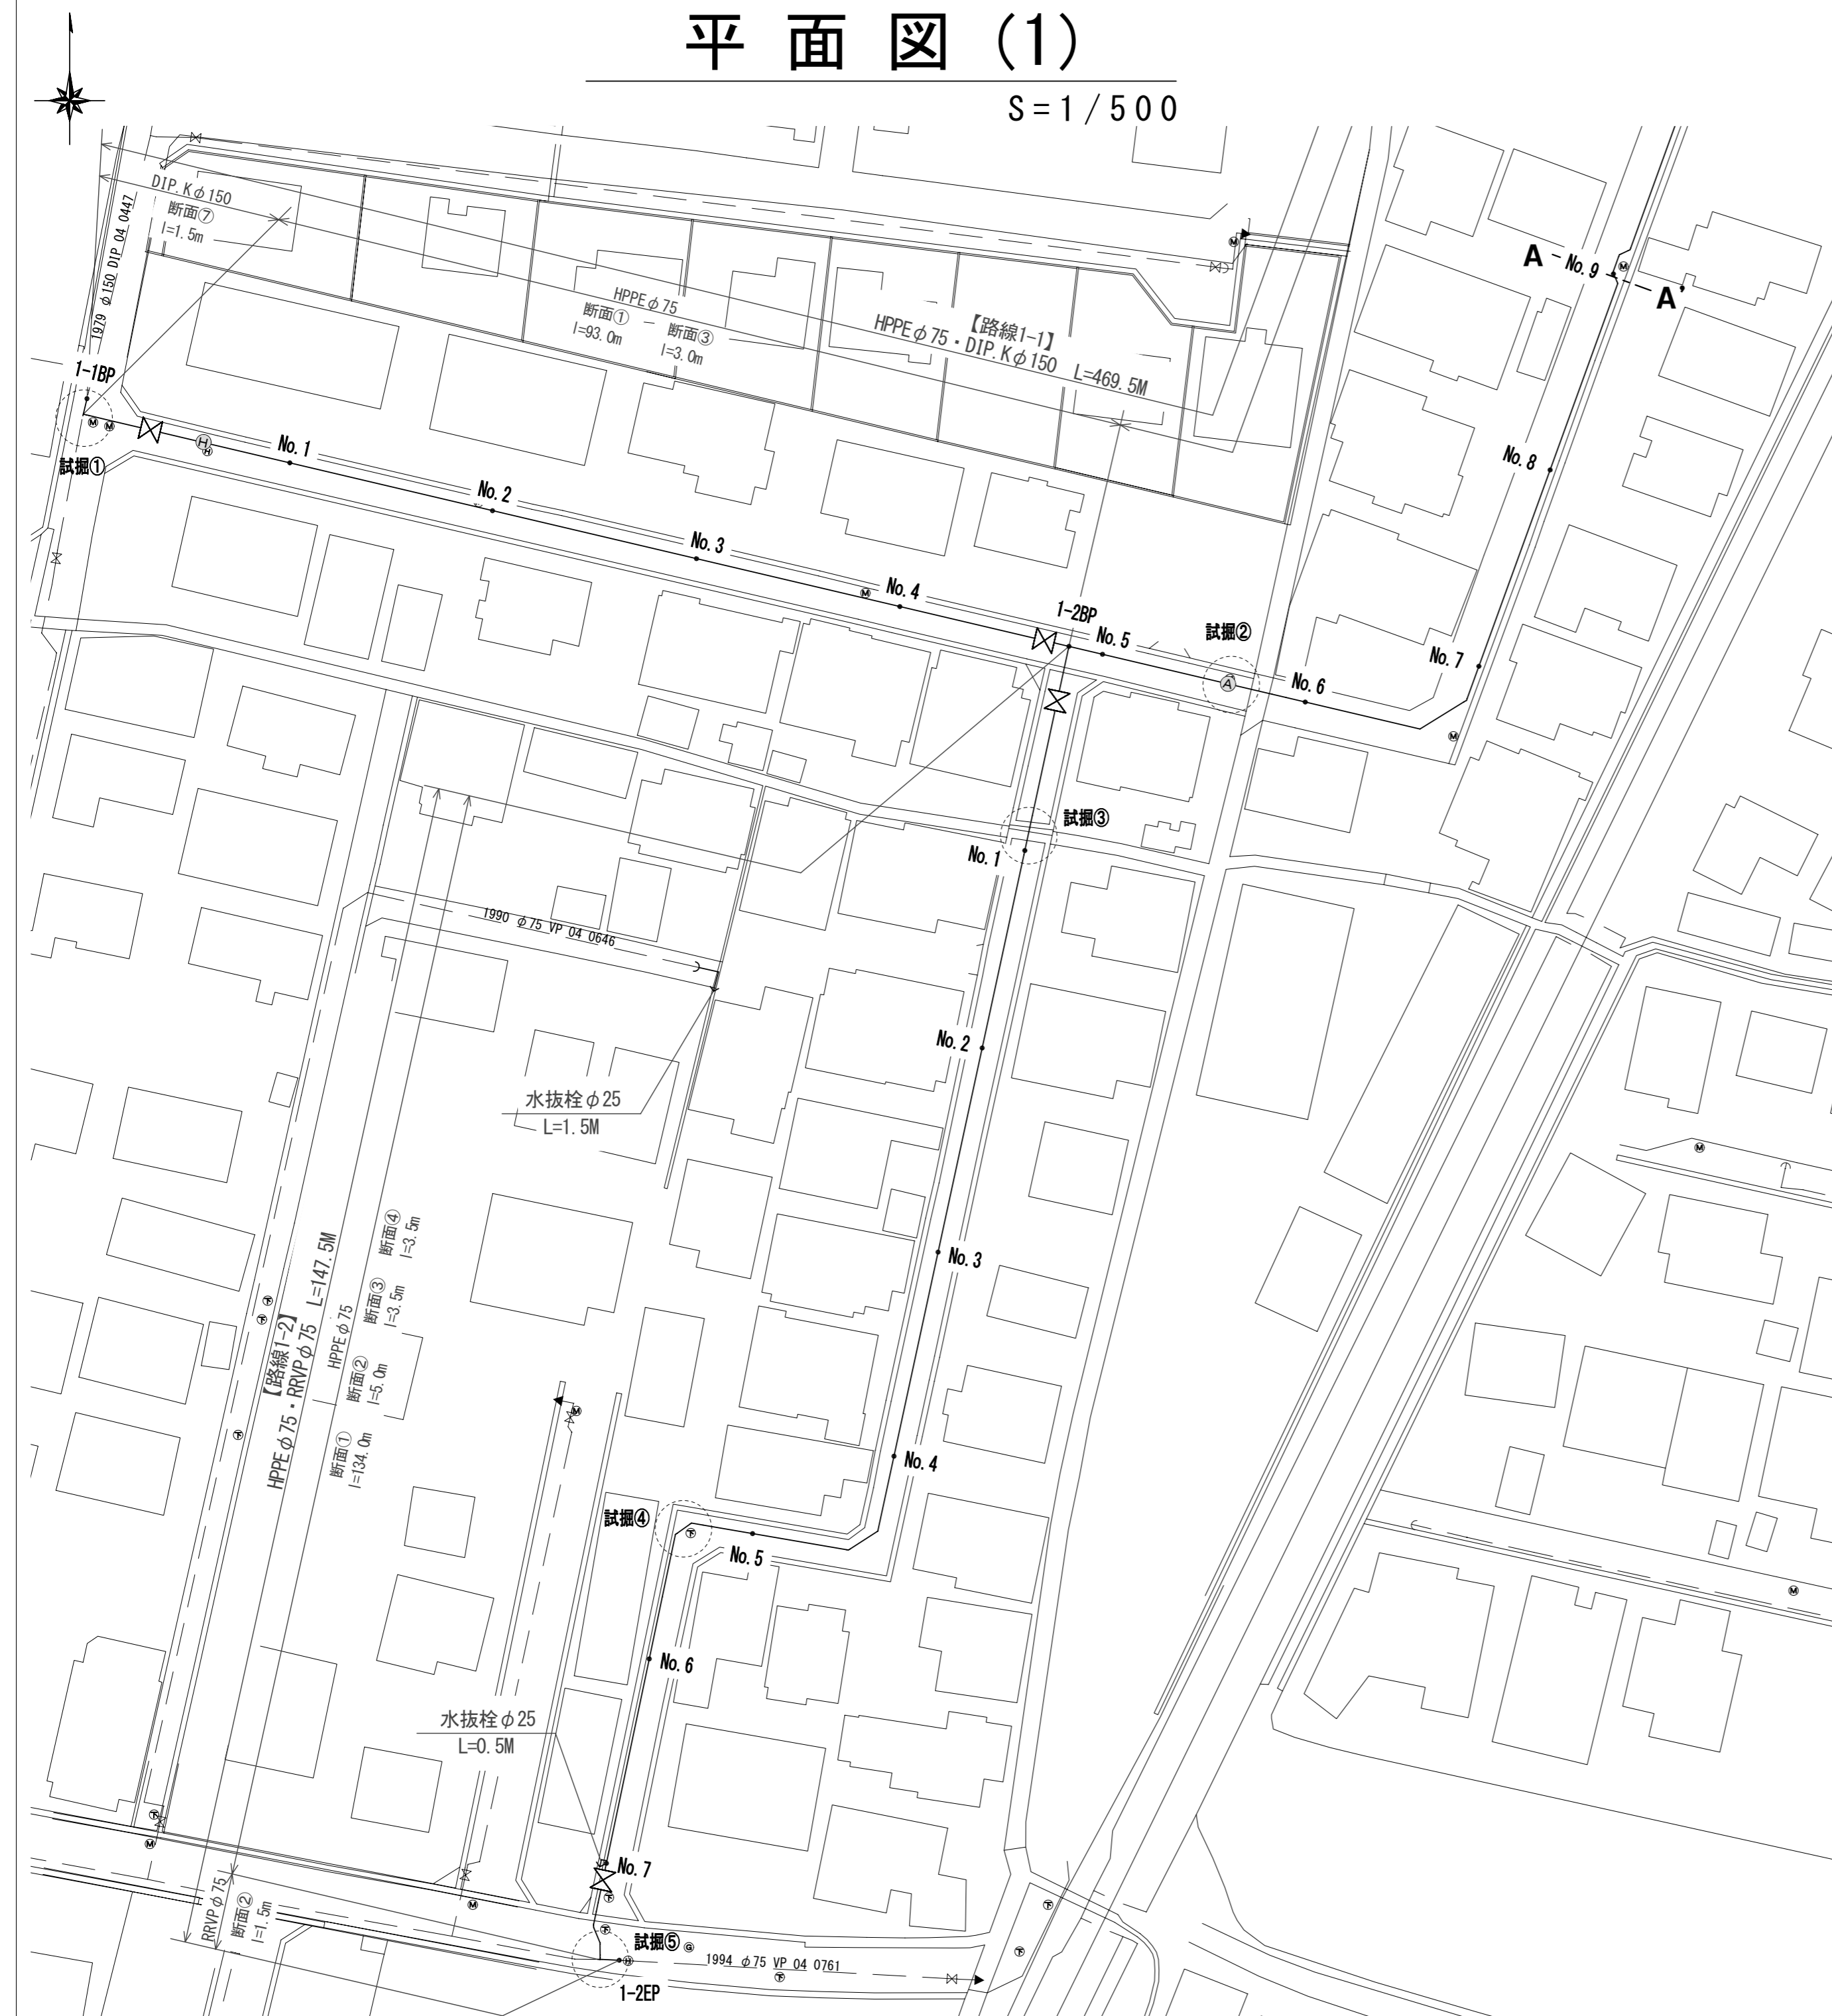 平面図(1)
S=1/500
DIP.Kφ150
断面⑦
l=1.5m
1979 φ150 DIP 04 0447
HPPEφ75
断面① ― 断面③
l=93.0m l=3.0m
【路線1-1】
HPPEφ75・DIP.Kφ150 L=469.5M
A
No.9
A'
1-1BP
試掘①
No.1
No.2
No.3
No.4
1-2BP
No.5
試掘②
No.6
No.7
No.8
試掘③
No.1
1990 φ75 VP 04 0646
No.2
水抜栓φ25
L=1.5M
No.3
【路線1-2】
HPPEφ75・RRVPφ75 L=147.5M
HPPEφ75
断面④
l=3.5m
断面③
l=3.5m
断面②
l=5.0m
断面①
l=134.0m
No.4
試掘④
No.5
No.6
水抜栓φ25
L=0.5M
No.7
RRVPφ75
断面②
l=1.5m
試掘⑤
1994 φ75 VP 04 0761
1-2EP